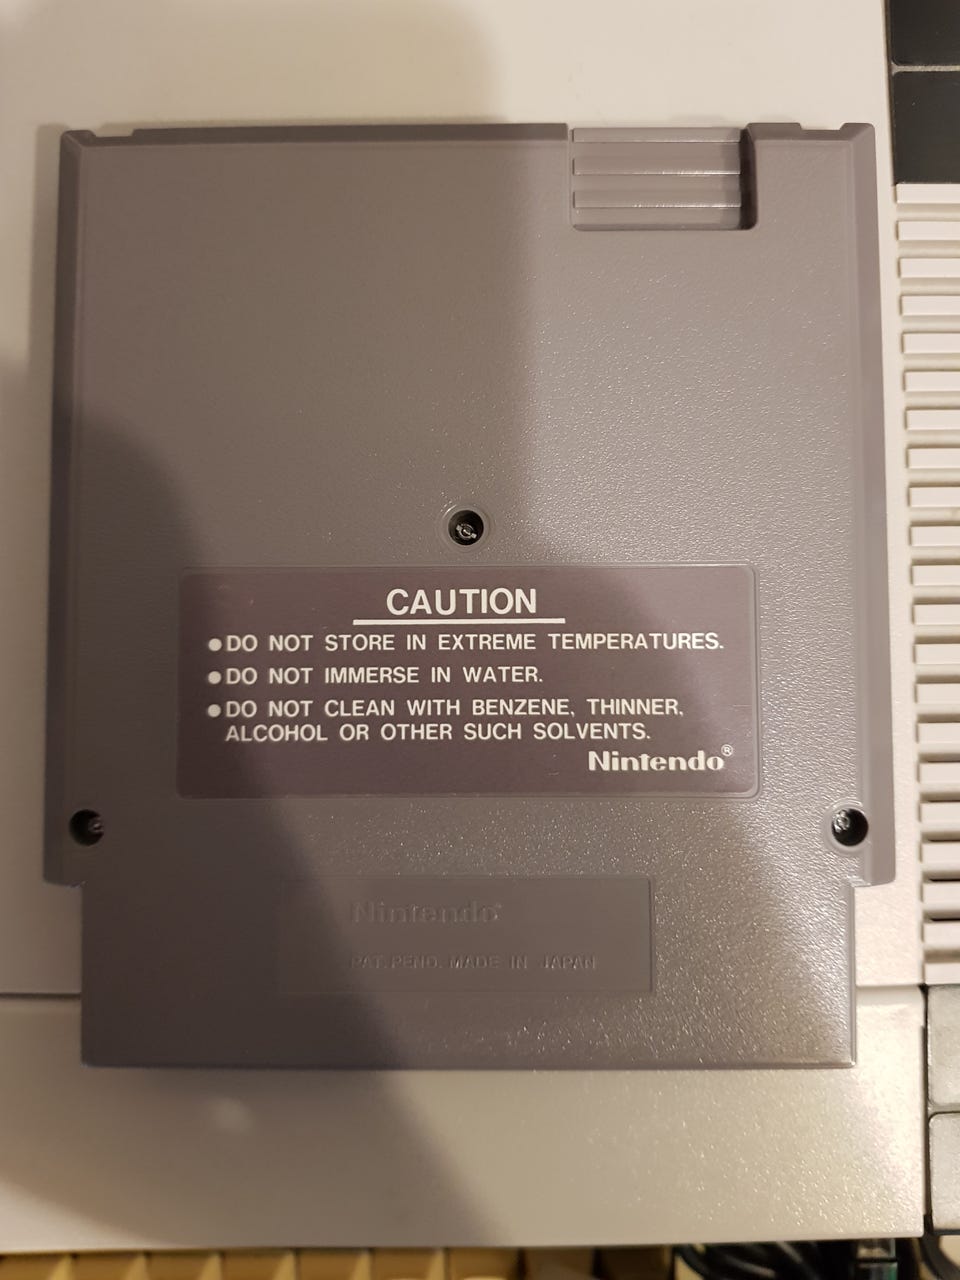 CAUTION
●DO NOT STORE IN EXTREME TEMPERATURES.
●DO NOT IMMERSE IN WATER.
●DO NOT CLEAN WITH BENZENE, THINNER,
ALCOHOL OR OTHER SUCH SOLVENTS.
Nintendo®
Nintendo®
PAT. PEND. MADE IN JAPAN